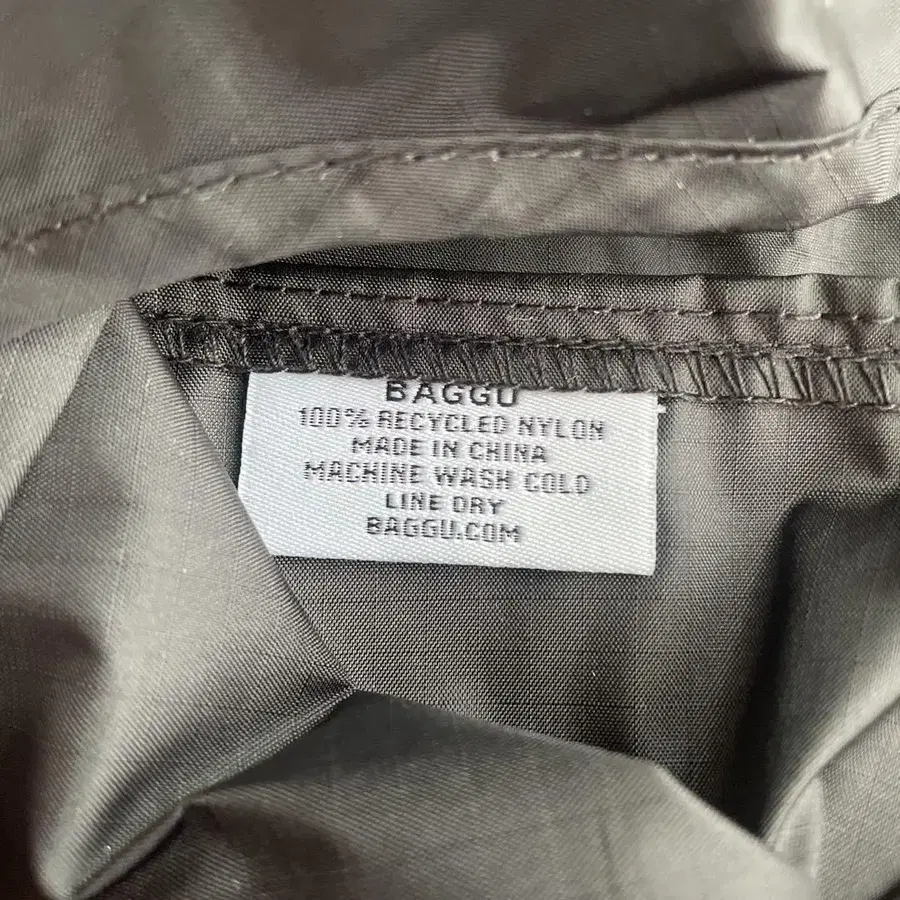 BAGGU
100% RECYCLED NYLON
MADE IN CHINA
MACHINE WASH COLD
LINE DRY
BAGGU.COM